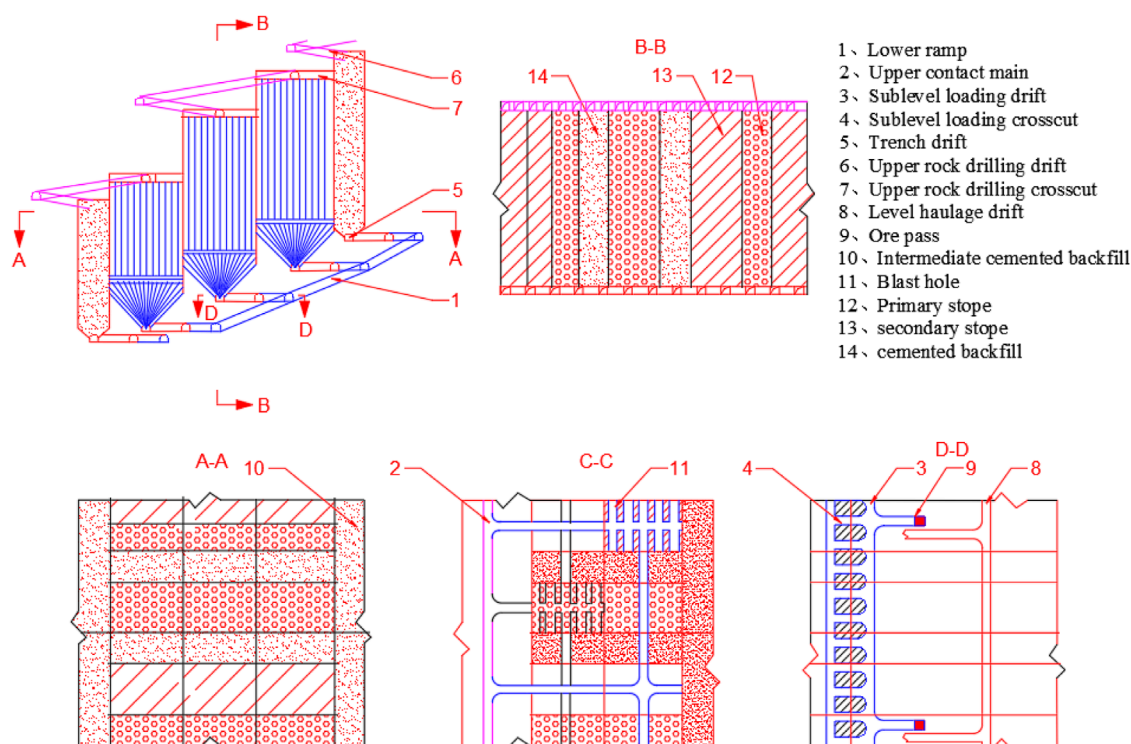 B
B-B
6
7
14
13
12
5
A
A
D
D
1
B
1、Lower ramp
2、Upper contact main
3、Sublevel loading drift
4、Sublevel loading crosscut
5、Trench drift
6、Upper rock drilling drift
7、Upper rock drilling crosscut
8、Level haulage drift
9、Ore pass
10、Intermediate cemented backfill
11、Blast hole
12、Primary stope
13、secondary stope
14、cemented backfill
A-A
10
2
C-C
11
4
D-D
3
9
8